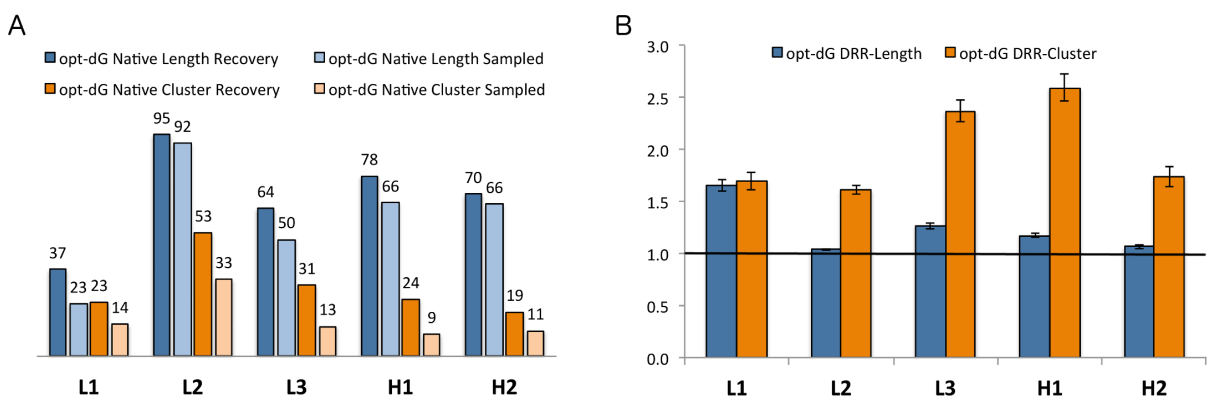 A
opt-dG Native Length Recovery
opt-dG Native Length Sampled
opt-dG Native Cluster Recovery
opt-dG Native Cluster Sampled
37
23
23
14
95
92
53
33
64
50
31
13
78
66
24
9
70
66
19
11
L1
L2
L3
H1
H2
B
opt-dG DRR-Length
opt-dG DRR-Cluster
3.0
2.5
2.0
1.5
1.0
0.5
0.0
L1
L2
L3
H1
H2